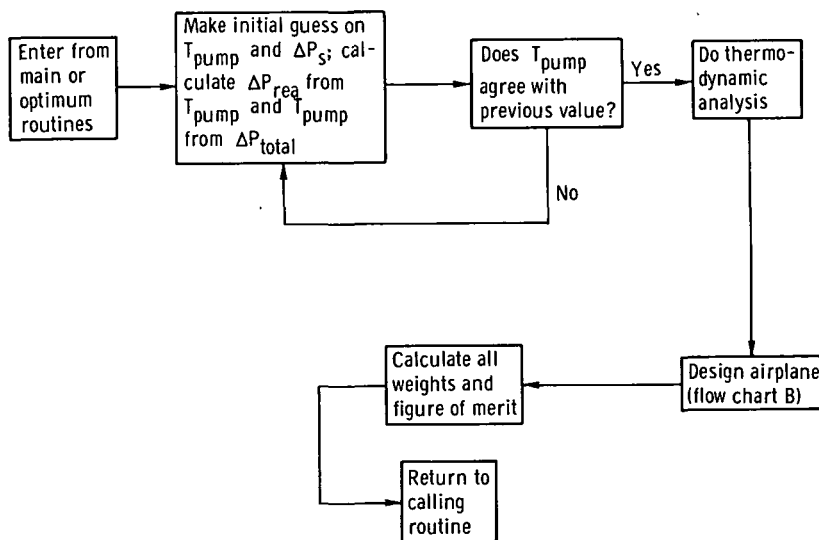 Enter from
main or
optimum
routines
Make initial guess on
T_pump and ΔP_s; cal-
culate ΔP_rea from
T_pump and T_pump
from ΔP_total
Does T_pump
agree with
previous value?
Yes
No
Do thermo-
dynamic
analysis
Design airplane
(flow chart B)
Calculate all
weights and
figure of merit
Return to
calling
routine